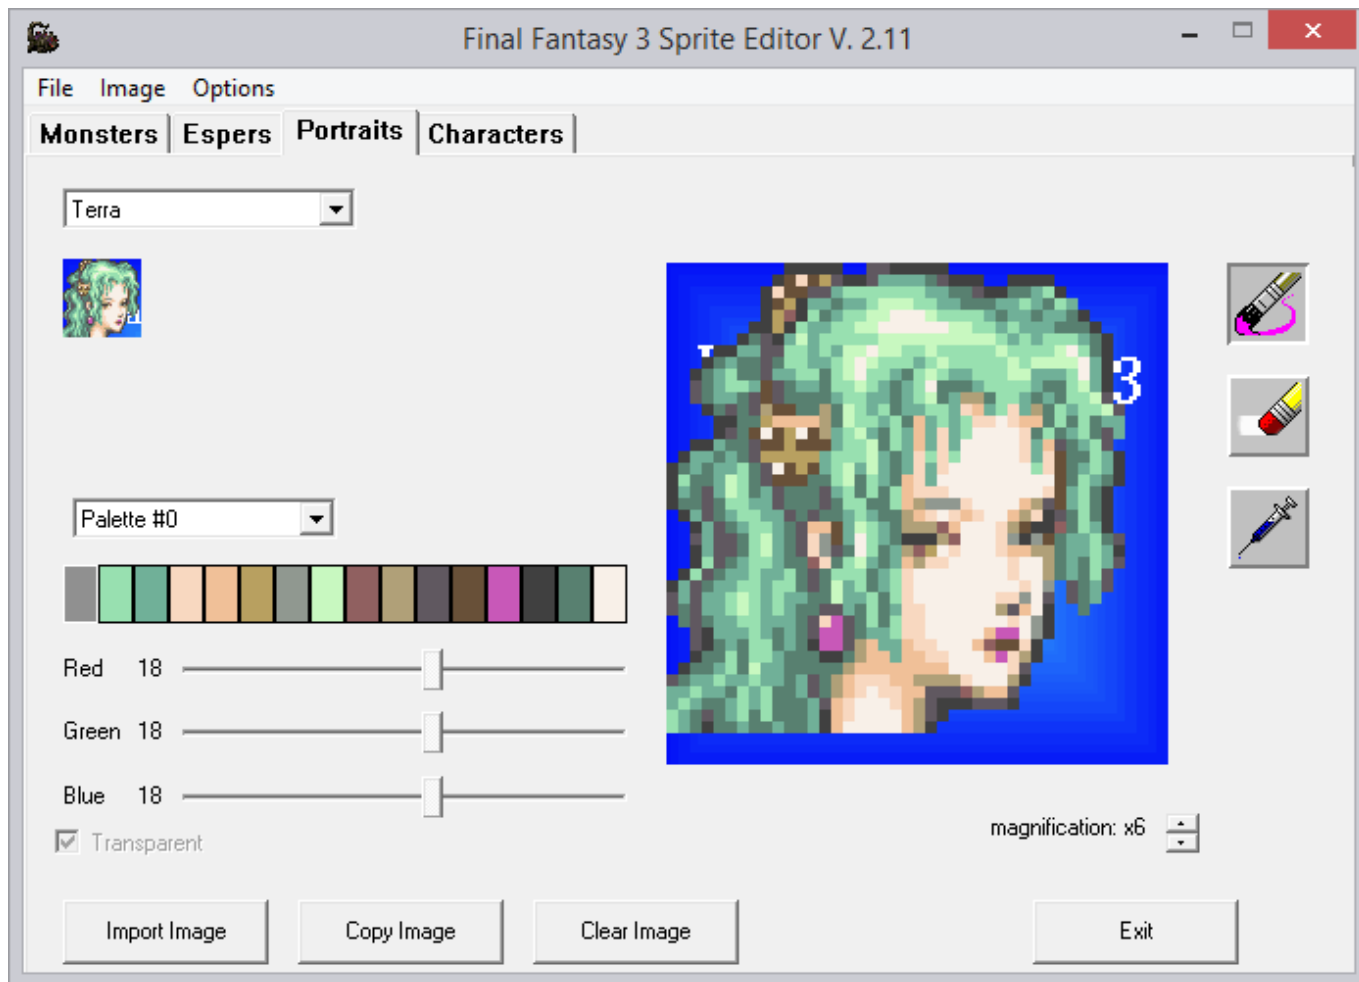 Final Fantasy 3 Sprite Editor V. 2.11
File Image Options
Monsters Espers Portraits Characters
Terra
3
Palette #0
Red 18
Green 18
Blue 18
Transparent
magnification: x6
Import Image Copy Image Clear Image Exit